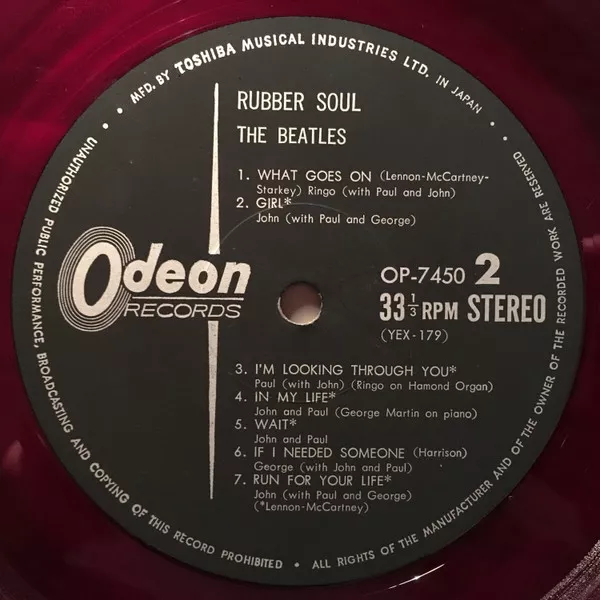 MFD. BY TOSHIBA MUSICAL INDUSTRIES LTD. IN JAPAN
RUBBER SOUL
THE BEATLES
1. WHAT GOES ON (Lennon-McCartney-
Starkey) Ringo (with Paul and John)
2. GIRL*
John (with Paul and George)
Odeon
RECORDS
OP-7450 2
33 1/3 RPM STEREO
(YEX-179)
3. I'M LOOKING THROUGH YOU*
Paul (with John) (Ringo on Hamond Organ)
4. IN MY LIFE*
John and Paul (George Martin on piano)
5. WAIT*
John and Paul
6. IF I NEEDED SOMEONE (Harrison)
George (with John and Paul)
7. RUN FOR YOUR LIFE*
John (with Paul and George)
(*Lennon-McCartney)
UNAUTHORIZED PUBLIC PERFORMANCE, BROADCASTING AND COPYING OF THIS RECORD PROHIBITED • ALL RIGHTS OF THE MANUFACTURER AND OF THE OWNER OF THE RECORDED WORK ARE RESERVED